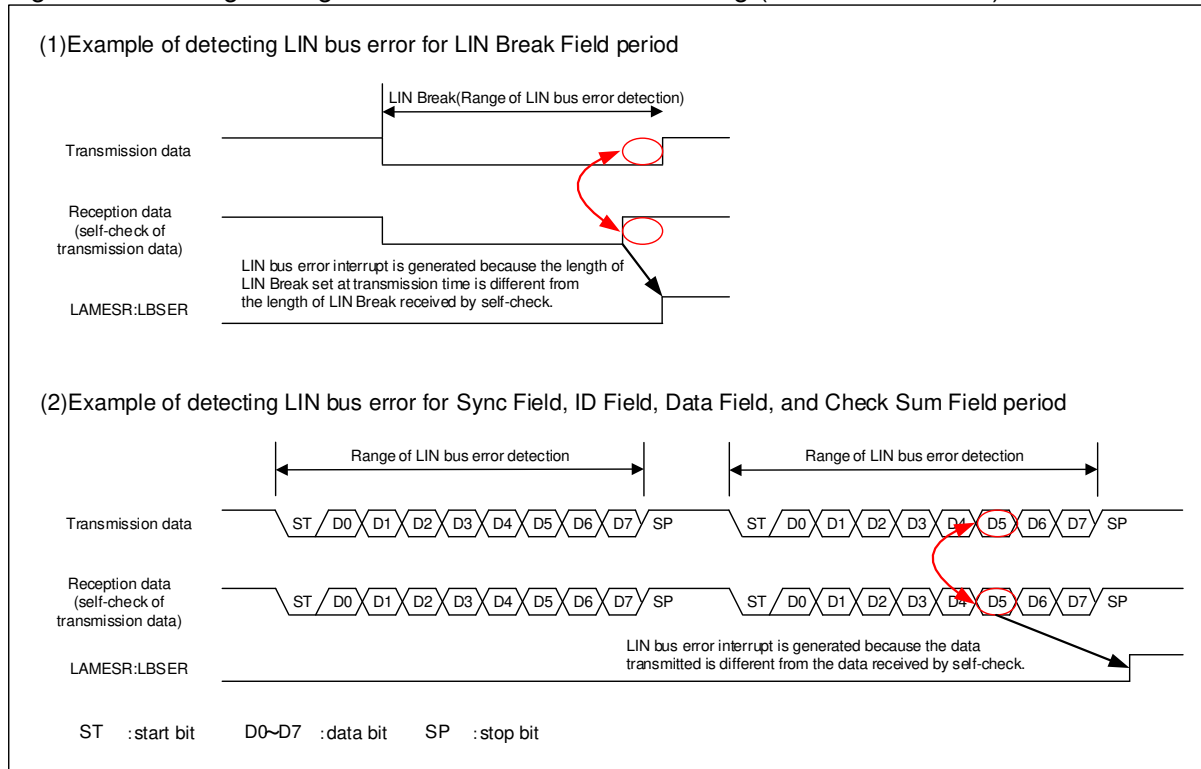 (1)Example of detecting LIN bus error for LIN Break Field period
LIN Break(Range of LIN bus error detection)
Transmission data
Reception data
(self-check of
transmission data)
LIN bus error interrupt is generated because the length of
LIN Break set at transmission time is different from
the length of LIN Break received by self-check.
LAMESR:LBSER
(2)Example of detecting LIN bus error for Sync Field, ID Field, Data Field, and Check Sum Field period
Range of LIN bus error detection Range of LIN bus error detection
Transmission data ST D0 D1 D2 D3 D4 D5 D6 D7 SP ST D0 D1 D2 D3 D4 D5 D6 D7 SP
Reception data
(self-check of
transmission data)
ST D0 D1 D2 D3 D4 D5 D6 D7 SP ST D0 D1 D2 D3 D4 D5 D6 D7 SP
LIN bus error interrupt is generated because the data
transmitted is different from the data received by self-check.
LAMESR:LBSER
ST :start bit D0~D7 :data bit SP :stop bit